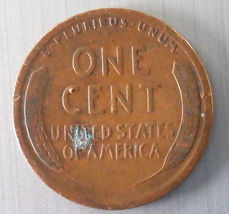 E·PLURIBUS·UNUM
ONE
CENT
UNITED STATES
OF AMERICA